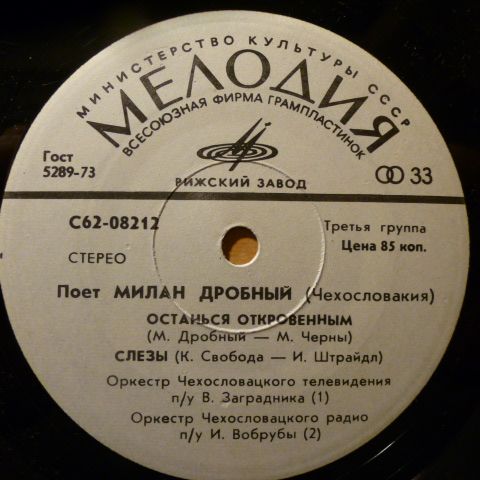 МИНИСТЕРСТВО КУЛЬТУРЫ СССР
МЕЛОДИЯ
ВСЕСОЮЗНАЯ ФИРМА ГРАМПЛАСТИНОК
Гост
5289-73
РИЖСКИЙ ЗАВОД
33
С62-08212
Третья группа
Цена 85 коп.
СТЕРЕО
Поет МИЛАН ДРОБНЫЙ (Чехословакия)
ОСТАНЬСЯ ОТКРОВЕННЫМ
(М. Дробный — М. Черны)
СЛЕЗЫ (К. Свобода — И. Штрайдл)
Оркестр Чехословацкого телевидения
п/у В. Заградника (1)
Оркестр Чехословацкого радио
п/у И. Вобрубы (2)